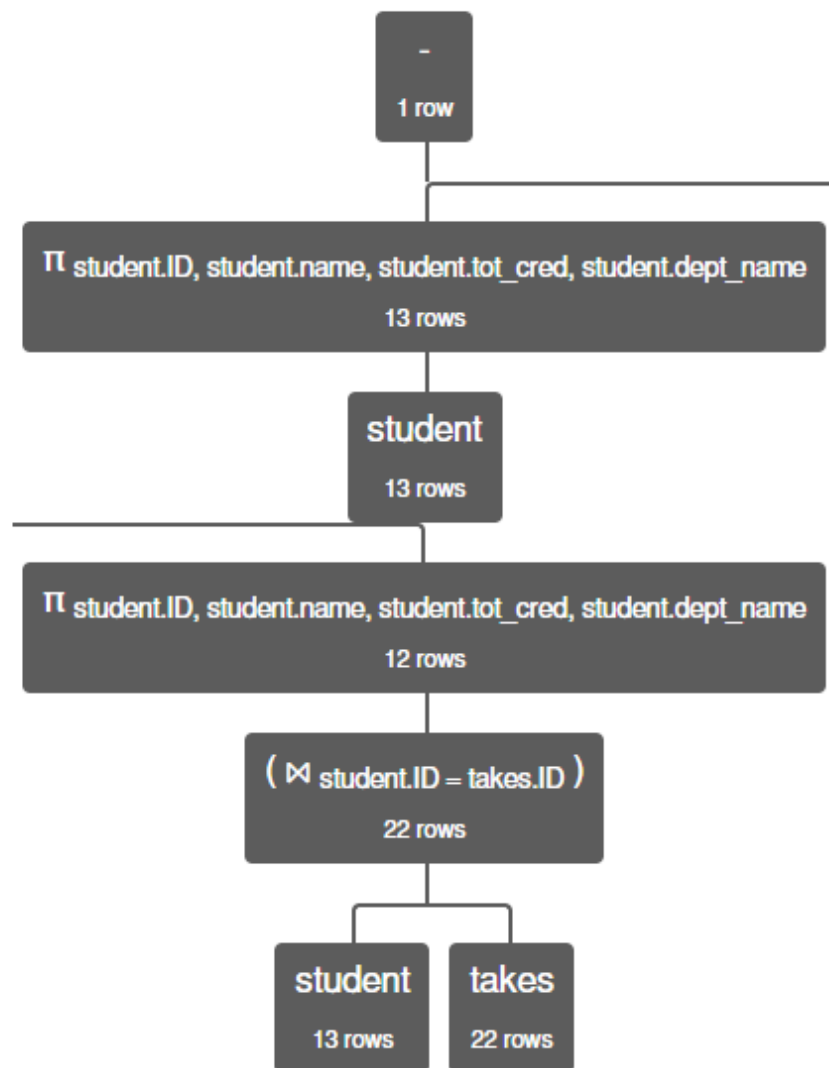 -
1 row
π student.ID, student.name, student.tot_cred, student.dept_name
13 rows
student
13 rows
π student.ID, student.name, student.tot_cred, student.dept_name
12 rows
( ⋈ student.ID = takes.ID )
22 rows
student takes
13 rows 22 rows